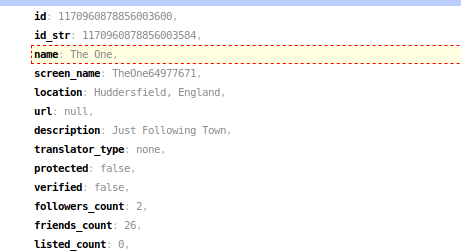 id: 1170960878856003600,
id_str: 1170960878856003584,
name: The One,
screen_name: TheOne64977671,
location: Huddersfield, England,
url: null,
description: Just Following Town,
translator_type: none,
protected: false,
verified: false,
followers_count: 2,
friends_count: 26,
listed_count: 0,